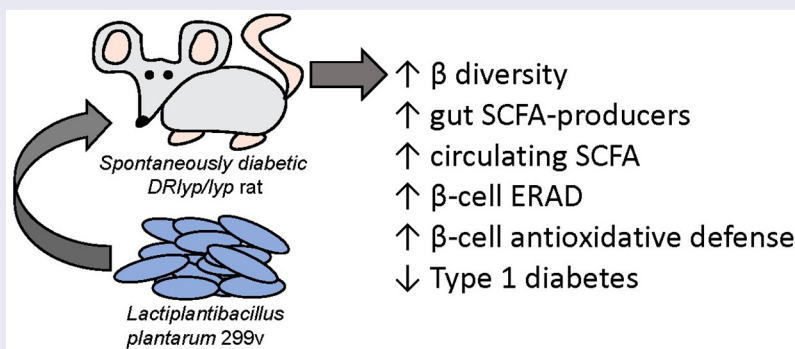 Spontaneously diabetic
DRlyp/lyp rat
Lactiplantibacillus
plantarum 299v
↑ β diversity
↑ gut SCFA-producers
↑ circulating SCFA
↑ β-cell ERAD
↑ β-cell antioxidative defense
↓ Type 1 diabetes